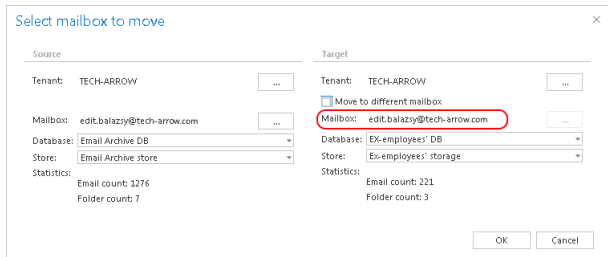 Select mailbox to move
Source
Tenant: TECH-ARROW ...
Mailbox: edit.balazsy@tech-arrow.com ...
Database: Email Archive DB
Store: Email Archive store
Statistics:
Email count: 1276
Folder count: 7
Target
Tenant: TECH-ARROW ...
Move to different mailbox
Mailbox: edit.balazsy@tech-arrow.com ...
Database: EX-employees' DB
Store: Ex-employees' storage
Statistics:
Email count: 221
Folder count: 3
OK Cancel